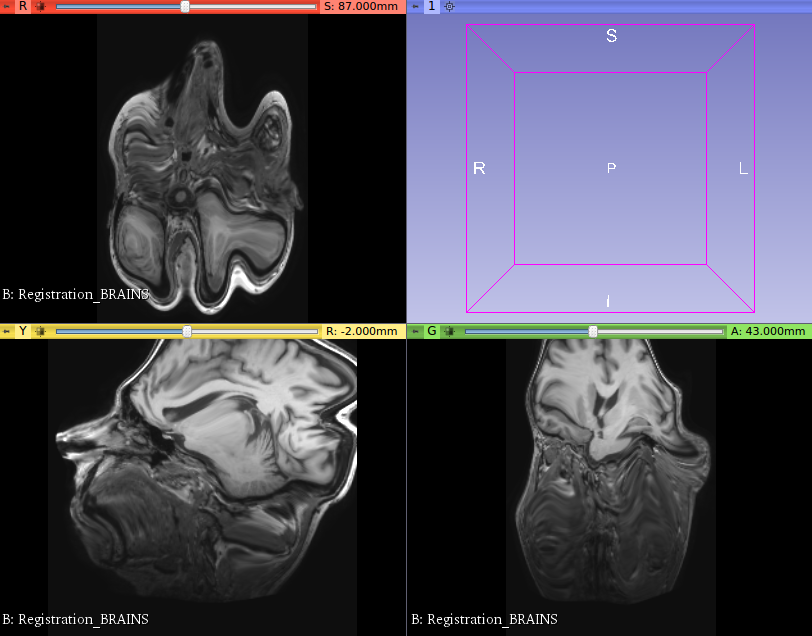 R S: 87.000mm
1
S
R P L
I
B: Registration_BRAINS
Y R: -2.000mm
G A: 43.000mm
B: Registration_BRAINS
B: Registration_BRAINS